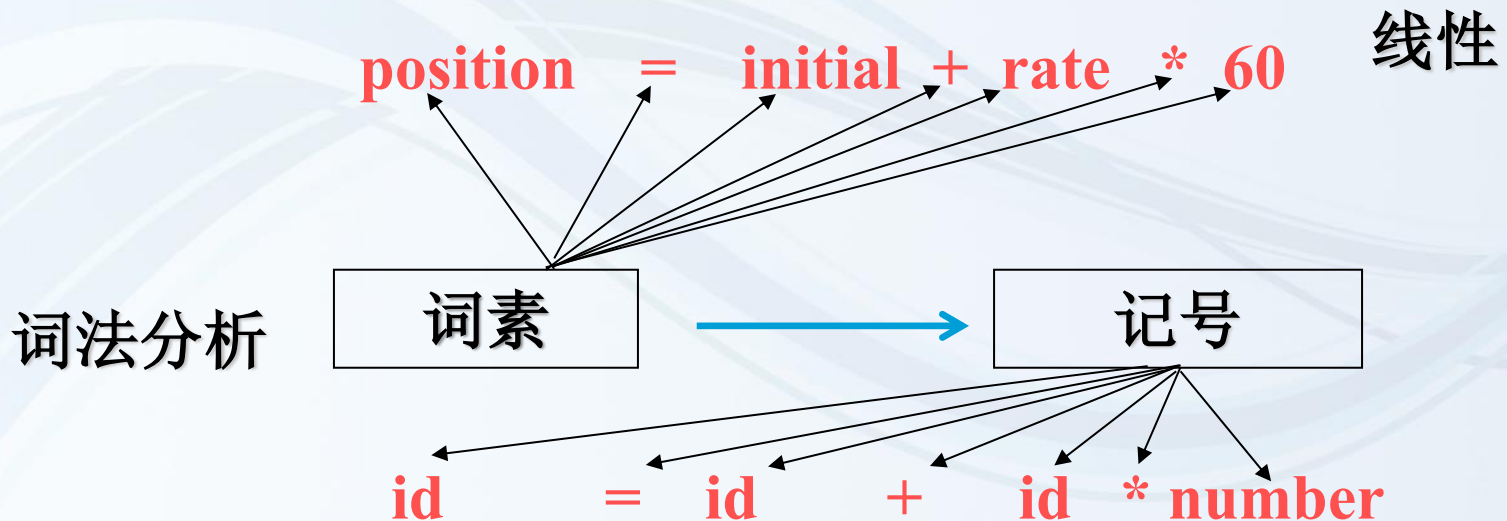 线性
position = initial + rate * 60
词法分析
词素
记号
id = id + id * number